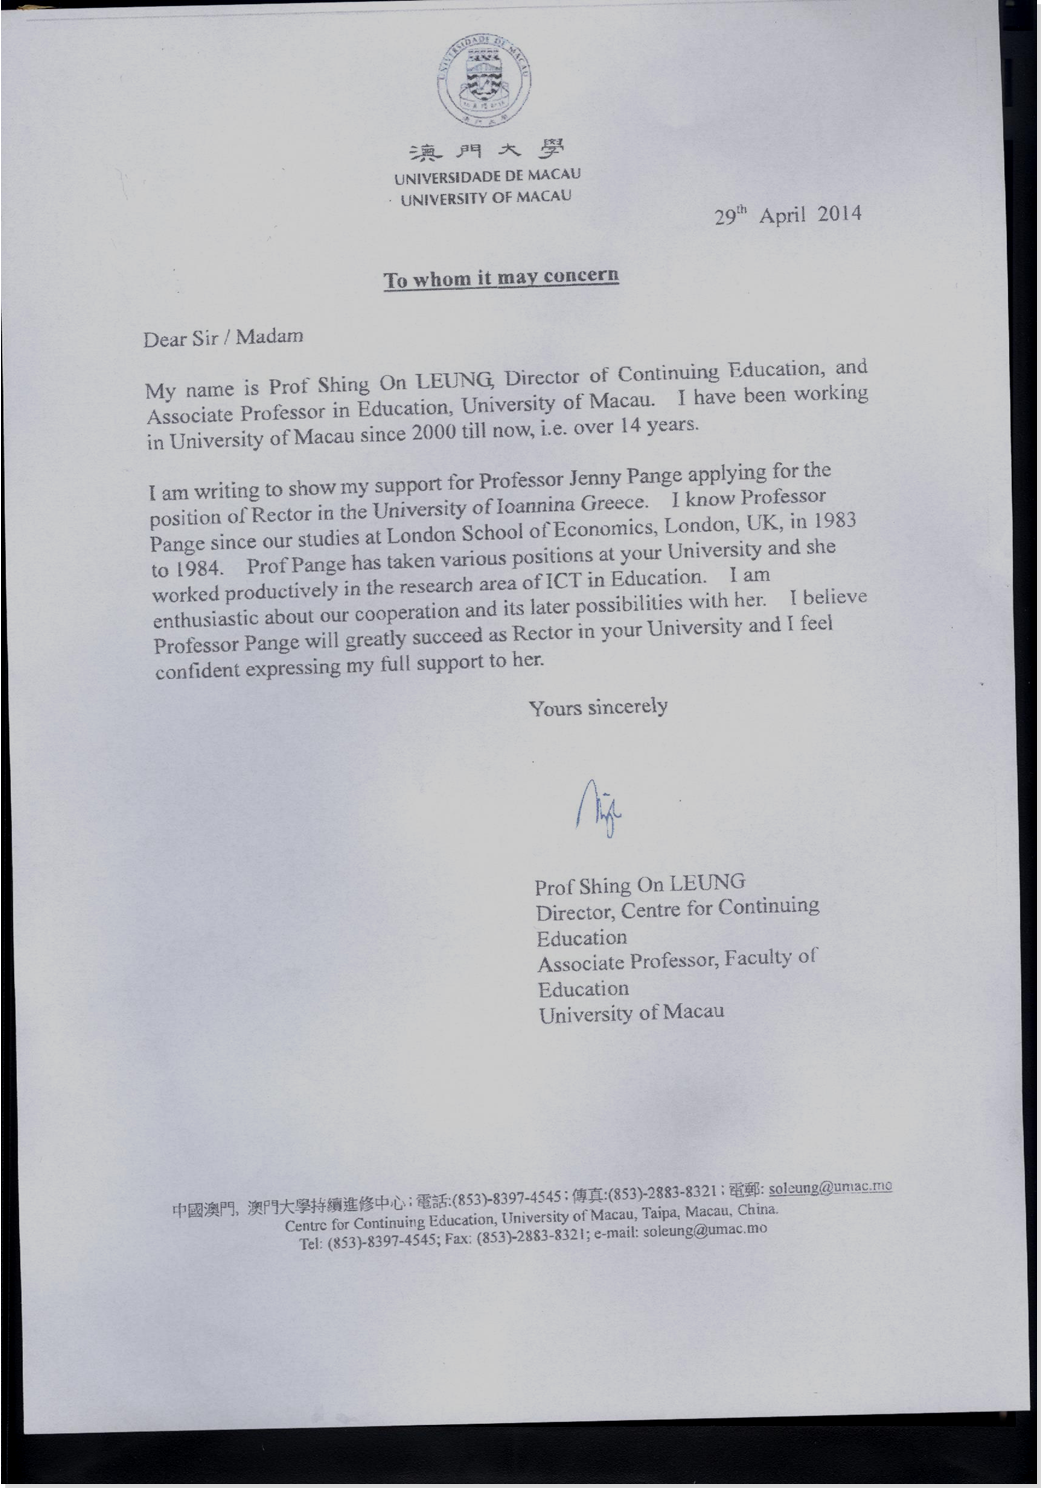 UNIVERSIDADE DE MACAU
澳門大學
澳門大學
UNIVERSIDADE DE MACAU
UNIVERSITY OF MACAU
29th April 2014
To whom it may concern
Dear Sir / Madam
My name is Prof Shing On LEUNG, Director of Continuing Education, and
Associate Professor in Education, University of Macau. I have been working
in University of Macau since 2000 till now, i.e. over 14 years.
I am writing to show my support for Professor Jenny Pange applying for the
position of Rector in the University of Ioannina Greece. I know Professor
Pange since our studies at London School of Economics, London, UK, in 1983
to 1984. Prof Pange has taken various positions at your University and she
worked productively in the research area of ICT in Education. I am
enthusiastic about our cooperation and its later possibilities with her. I believe
Professor Pange will greatly succeed as Rector in your University and I feel
confident expressing my full support to her.
Yours sincerely
Prof Shing On LEUNG
Director, Centre for Continuing
Education
Associate Professor, Faculty of
Education
University of Macau
中國澳門, 澳門大學持續進修中心；電話:(853)-8397-4545；傳真:(853)-2883-8321；電郵: soleung@umac.mo
Centre for Continuing Education, University of Macau, Taipa, Macau, China.
Tel: (853)-8397-4545; Fax: (853)-2883-8321; e-mail: soleung@umac.mo